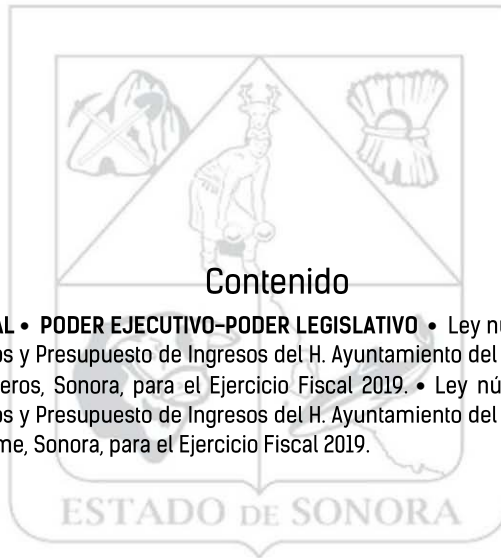 Contenido
AL • PODER EJECUTIVO-PODER LEGISLATIVO • Ley nú
os y Presupuesto de Ingresos del H. Ayuntamiento del
eros, Sonora, para el Ejercicio Fiscal 2019. • Ley nú
os y Presupuesto de Ingresos del H. Ayuntamiento del
me, Sonora, para el Ejercicio Fiscal 2019.
ESTADO DE SONORA